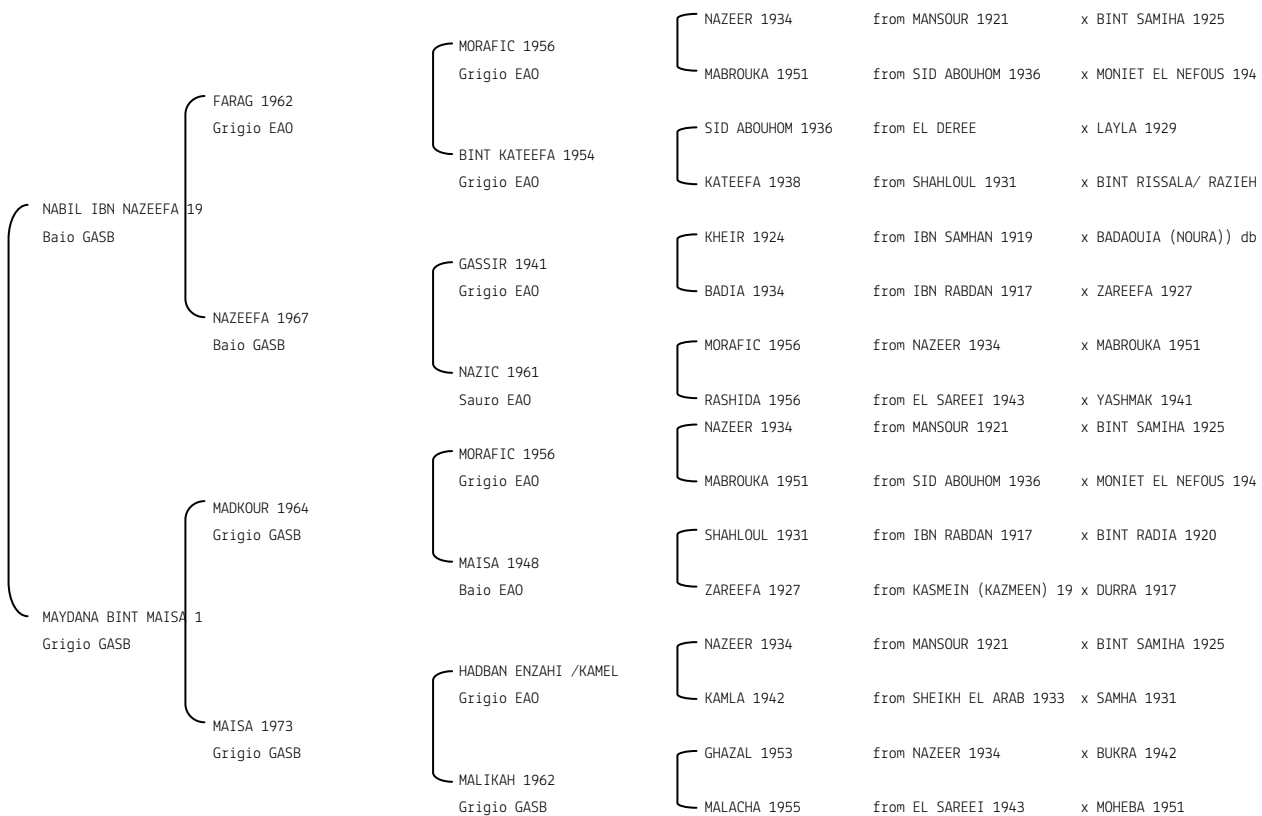 NAZEER 1934 from MANSOUR 1921 x BINT SAMIHA 1925
MORAFIC 1956
Grigio EAO
MABROUKA 1951 from SID ABOUHOM 1936 x MONIET EL NEFOUS 194
FARAG 1962
Grigio EAO
SID ABOUHOM 1936 from EL DEREE x LAYLA 1929
BINT KATEEFA 1954
Grigio EAO
KATEEFA 1938 from SHAHLOUL 1931 x BINT RISSALA/ RAZIEH
NABIL IBN NAZEEFA 19
Baio GASB
KHEIR 1924 from IBN SAMHAN 1919 x BADAOUIA (NOURA)) db
GASSIR 1941
Grigio EAO
BADIA 1934 from IBN RABDAN 1917 x ZAREEFA 1927
NAZEEFA 1967
Baio GASB
MORAFIC 1956 from NAZEER 1934 x MABROUKA 1951
NAZIC 1961
Sauro EAO
RASHIDA 1956 from EL SAREEI 1943 x YASHMAK 1941
NAZEER 1934 from MANSOUR 1921 x BINT SAMIHA 1925
MORAFIC 1956
Grigio EAO
MABROUKA 1951 from SID ABOUHOM 1936 x MONIET EL NEFOUS 194
MADKOUR 1964
Grigio GASB
SHAHLOUL 1931 from IBN RABDAN 1917 x BINT RADIA 1920
MAISA 1948
Baio EAO
ZAREEFA 1927 from KASMEIN (KAZMEEN) 19 x DURRA 1917
MAYDANA BINT MAISA 1
Grigio GASB
NAZEER 1934 from MANSOUR 1921 x BINT SAMIHA 1925
HADBAN ENZAHI /KAMEL
Grigio EAO
KAMLA 1942 from SHEIKH EL ARAB 1933 x SAMHA 1931
MAISA 1973
Grigio GASB
GHAZAL 1953 from NAZEER 1934 x BUKRA 1942
MALIKAH 1962
Grigio GASB
MALACHA 1955 from EL SAREEI 1943 x MOHEBA 1951